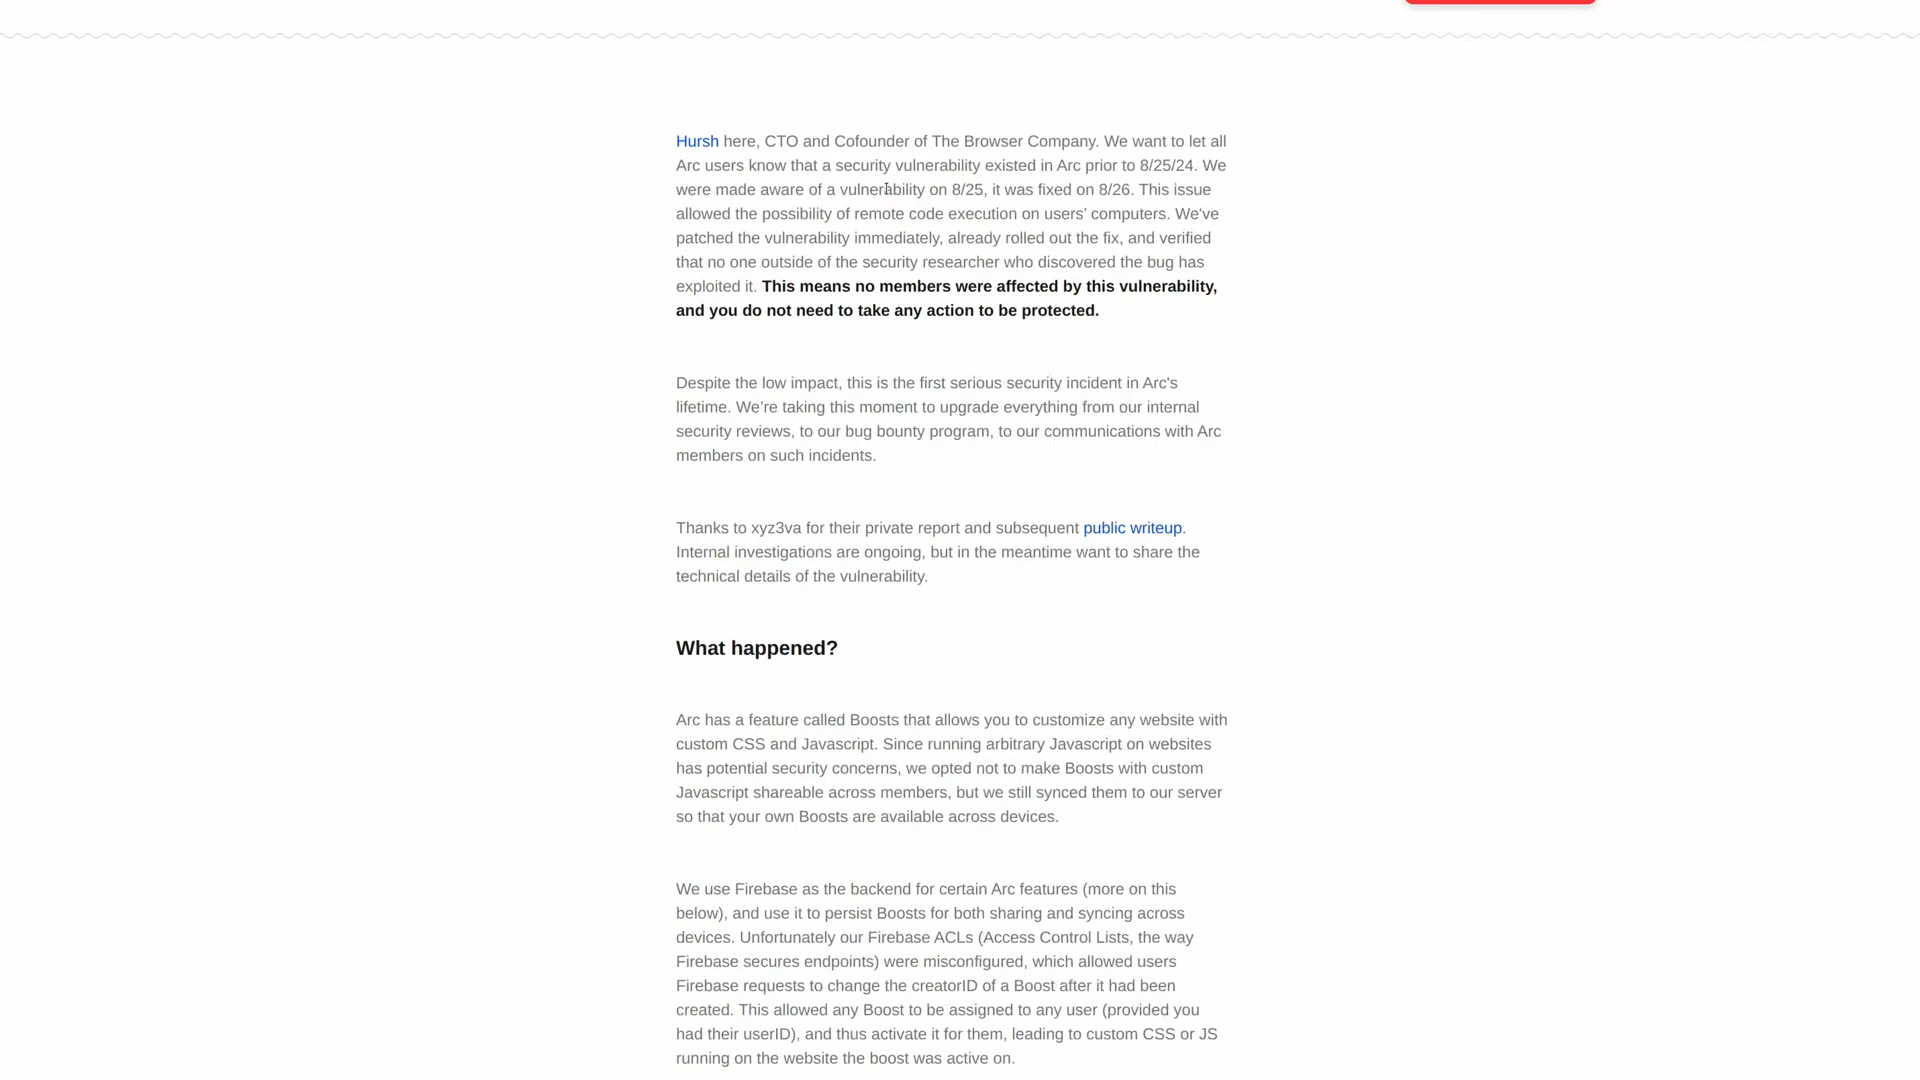 Hursh here, CTO and Cofounder of The Browser Company. We want to let all
Arc users know that a security vulnerability existed in Arc prior to 8/25/24. We
were made aware of a vulnerability on 8/25, it was fixed on 8/26. This issue
allowed the possibility of remote code execution on users’ computers. We've
patched the vulnerability immediately, already rolled out the fix, and verified
that no one outside of the security researcher who discovered the bug has
exploited it. This means no members were affected by this vulnerability,
and you do not need to take any action to be protected.
Despite the low impact, this is the first serious security incident in Arc's
lifetime. We’re taking this moment to upgrade everything from our internal
security reviews, to our bug bounty program, to our communications with Arc
members on such incidents.
Thanks to xyz3va for their private report and subsequent public writeup.
Internal investigations are ongoing, but in the meantime want to share the
technical details of the vulnerability.
What happened?
Arc has a feature called Boosts that allows you to customize any website with
custom CSS and Javascript. Since running arbitrary Javascript on websites
has potential security concerns, we opted not to make Boosts with custom
Javascript shareable across members, but we still synced them to our server
so that your own Boosts are available across devices.
We use Firebase as the backend for certain Arc features (more on this
below), and use it to persist Boosts for both sharing and syncing across
devices. Unfortunately our Firebase ACLs (Access Control Lists, the way
Firebase secures endpoints) were misconfigured, which allowed users
Firebase requests to change the creatorID of a Boost after it had been
created. This allowed any Boost to be assigned to any user (provided you
had their userID), and thus activate it for them, leading to custom CSS or JS
running on the website the boost was active on.